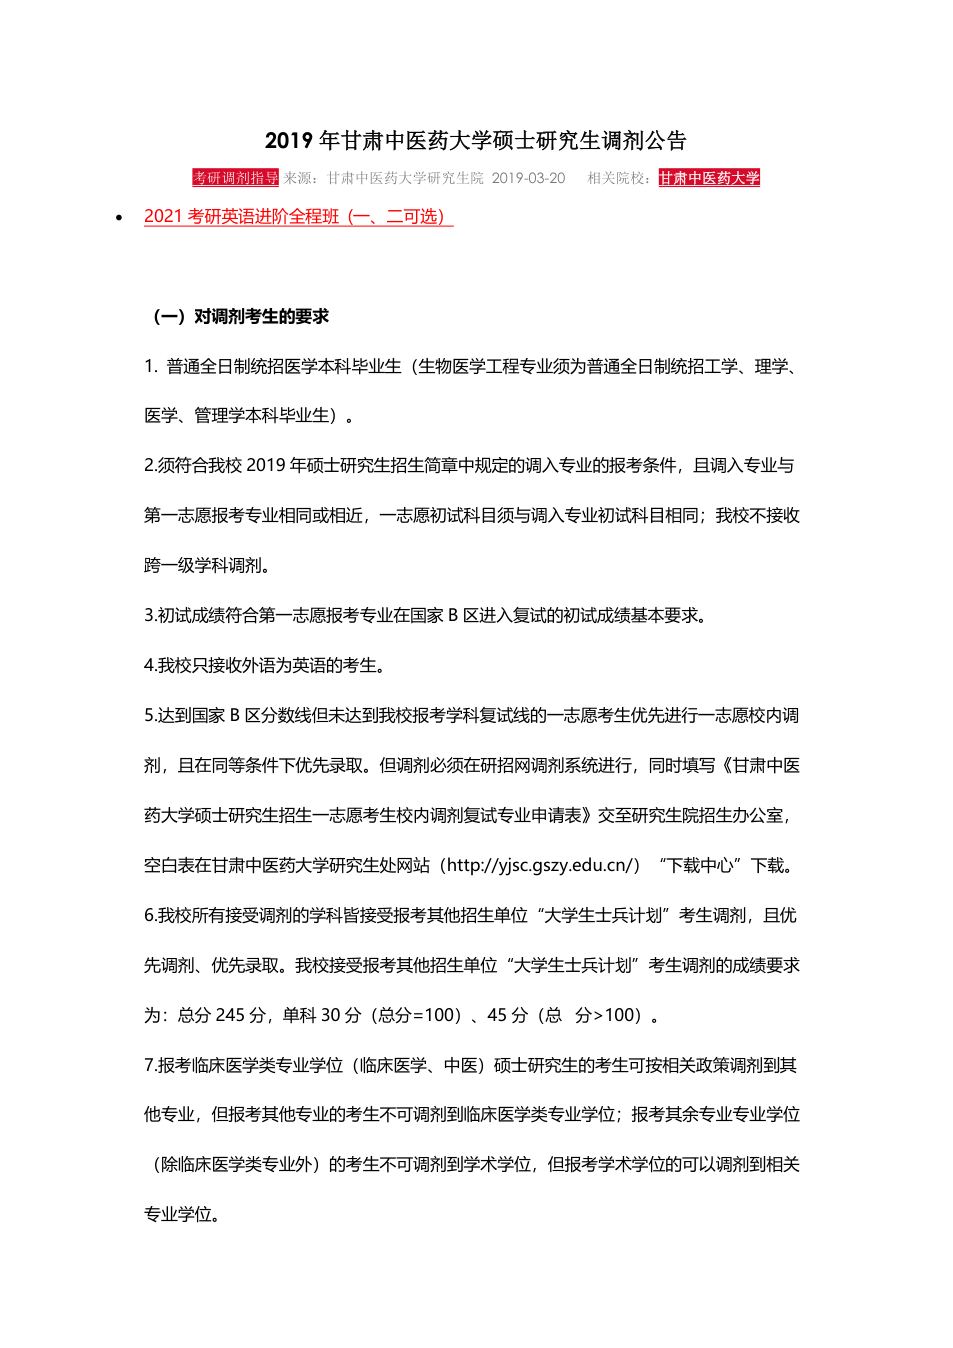 2019 年甘肃中医药大学硕士研究生调剂公告
考研调剂指导 来源：甘肃中医药大学研究生院 2019-03-20 相关院校：甘肃中医药大学
• 2021 考研英语进阶全程班（一、二可选）
（一）对调剂考生的要求
1. 普通全日制统招医学本科毕业生（生物医学工程专业须为普通全日制统招工学、理学、
医学、管理学本科毕业生）。
2.须符合我校 2019 年硕士研究生招生简章中规定的调入专业的报考条件，且调入专业与
第一志愿报考专业相同或相近，一志愿初试科目须与调入专业初试科目相同；我校不接收
跨一级学科调剂。
3.初试成绩符合第一志愿报考专业在国家 B 区进入复试的初试成绩基本要求。
4.我校只接收外语为英语的考生。
5.达到国家 B 区分数线但未达到我校报考学科复试线的一志愿考生优先进行一志愿校内调
剂，且在同等条件下优先录取。但调剂必须在研招网调剂系统进行，同时填写《甘肃中医
药大学硕士研究生招生一志愿考生校内调剂复试专业申请表》交至研究生院招生办公室，
空白表在甘肃中医药大学研究生处网站（http://yjsc.gszy.edu.cn/）“下载中心”下载。
6.我校所有接受调剂的学科皆接受报考其他招生单位“大学生士兵计划”考生调剂，且优
先调剂、优先录取。我校接受报考其他招生单位“大学生士兵计划”考生调剂的成绩要求
为：总分 245 分，单科 30 分（总分=100）、45 分（总 分>100）。
7.报考临床医学类专业学位（临床医学、中医）硕士研究生的考生可按相关政策调剂到其
他专业，但报考其他专业的考生不可调剂到临床医学类专业学位；报考其余专业专业学位
（除临床医学类专业外）的考生不可调剂到学术学位，但报考学术学位的可以调剂到相关
专业学位。